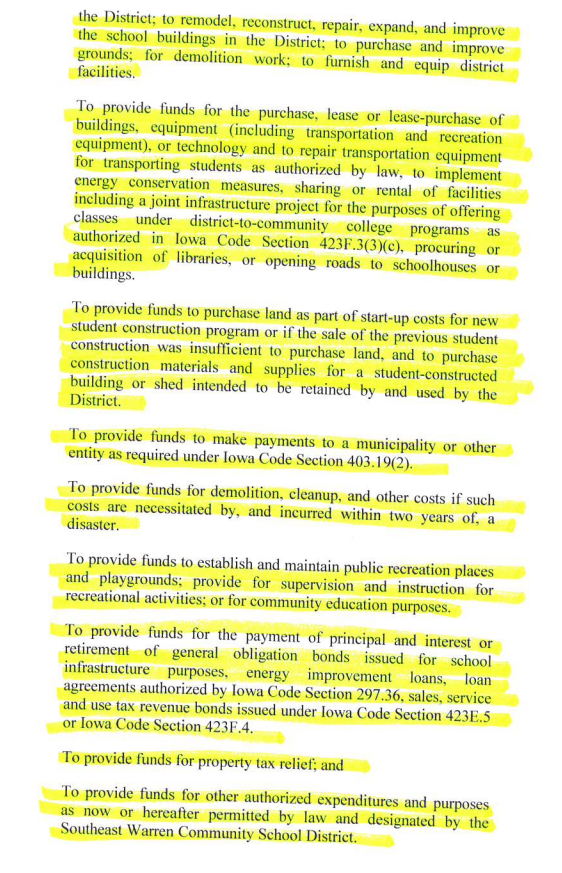 the District; to remodel, reconstruct, repair, expand, and improve
the school buildings in the District; to purchase and improve
grounds; for demolition work; to furnish and equip district
facilities.
To provide funds for the purchase, lease or lease-purchase of
buildings, equipment (including transportation and recreation
equipment), or technology and to repair transportation equipment
for transporting students as authorized by law, to implement
energy conservation measures, sharing or rental of facilities
including a joint infrastructure project for the purposes of offering
classes under district-to-community college programs as
authorized in Iowa Code Section 423F.3(3)(c), procuring or
acquisition of libraries, or opening roads to schoolhouses or
buildings.
To provide funds to purchase land as part of start-up costs for new
student construction program or if the sale of the previous student
construction was insufficient to purchase land, and to purchase
construction materials and supplies for a student-constructed
building or shed intended to be retained by and used by the
District.
To provide funds to make payments to a municipality or other
entity as required under Iowa Code Section 403.19(2).
To provide funds for demolition, cleanup, and other costs if such
costs are necessitated by, and incurred within two years of, a
disaster.
To provide funds to establish and maintain public recreation places
and playgrounds; provide for supervision and instruction for
recreational activities; or for community education purposes.
To provide funds for the payment of principal and interest or
retirement of general obligation bonds issued for school
infrastructure purposes, energy improvement loans, loan
agreements authorized by Iowa Code Section 297.36, sales, service
and use tax revenue bonds issued under Iowa Code Section 423E.5
or Iowa Code Section 423F.4.
To provide funds for property tax relief; and
To provide funds for other authorized expenditures and purposes
as now or hereafter permitted by law and designated by the
Southeast Warren Community School District.